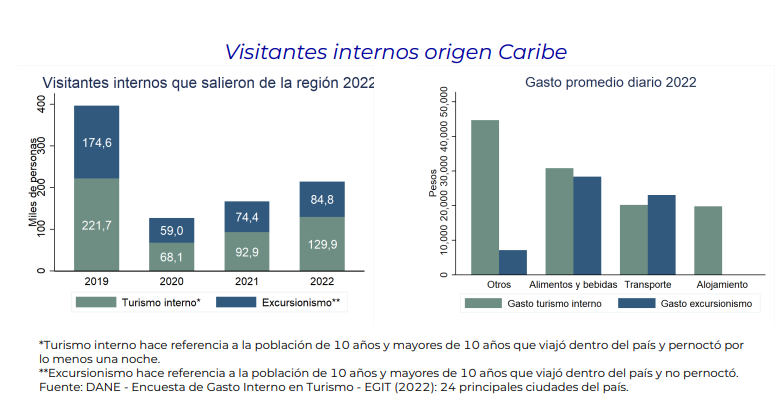 Visitantes internos origen Caribe
Visitantes internos que salieron de la región 2022
Miles de personas
400
300
200
100
0
174,6
221,7
59,0
68,1
74,4
92,9
84,8
129,9
2019 2020 2021 2022
Turismo interno* Excursionismo**
Gasto promedio diario 2022
Pesos
50,000
40,000
30,000
20,000
10,000
0
Otros Alimentos y bebidas Transporte Alojamiento
Gasto turismo interno Gasto excursionismo
*Turismo interno hace referencia a la población de 10 años y mayores de 10 años que viajó dentro del país y pernoctó por
lo menos una noche.
**Excursionismo hace referencia a la población de 10 años y mayores de 10 años que viajó dentro del país y no pernoctó.
Fuente: DANE - Encuesta de Gasto Interno en Turismo - EGIT (2022): 24 principales ciudades del país.